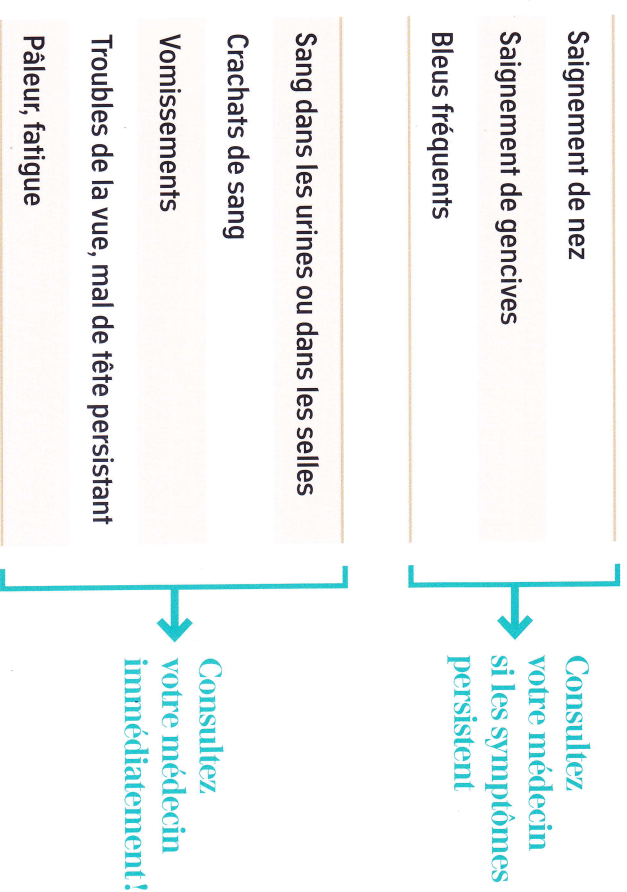 Saignement de nez
Saignement de gencives
Bleus fréquents
Consultez
votre médecin
si les symptômes
persistent
Sang dans les urines ou dans les selles
Crachats de sang
Vomissements
Troubles de la vue, mal de tête persistant
Pâleur, fatigue
Consultez
votre médecin
immédiatement !